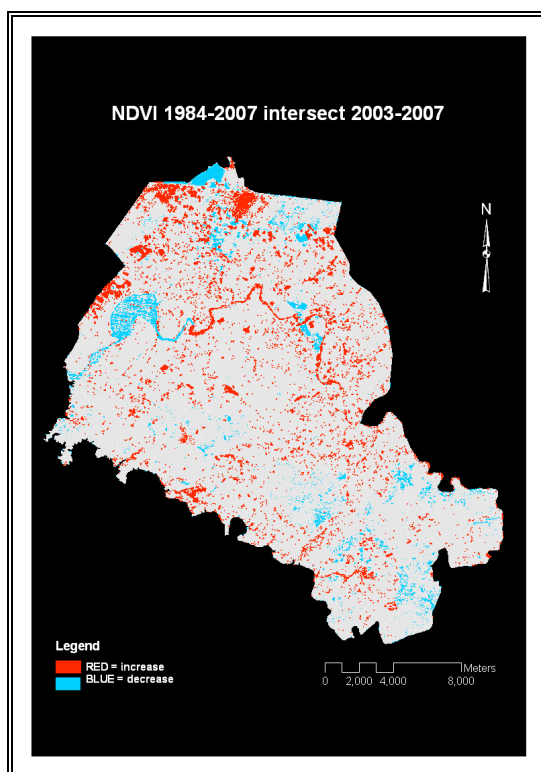 NDVI 1984-2007 intersect 2003-2007
N
Legend
RED = increase
BLUE = decrease
Meters
0 2,000 4,000 8,000